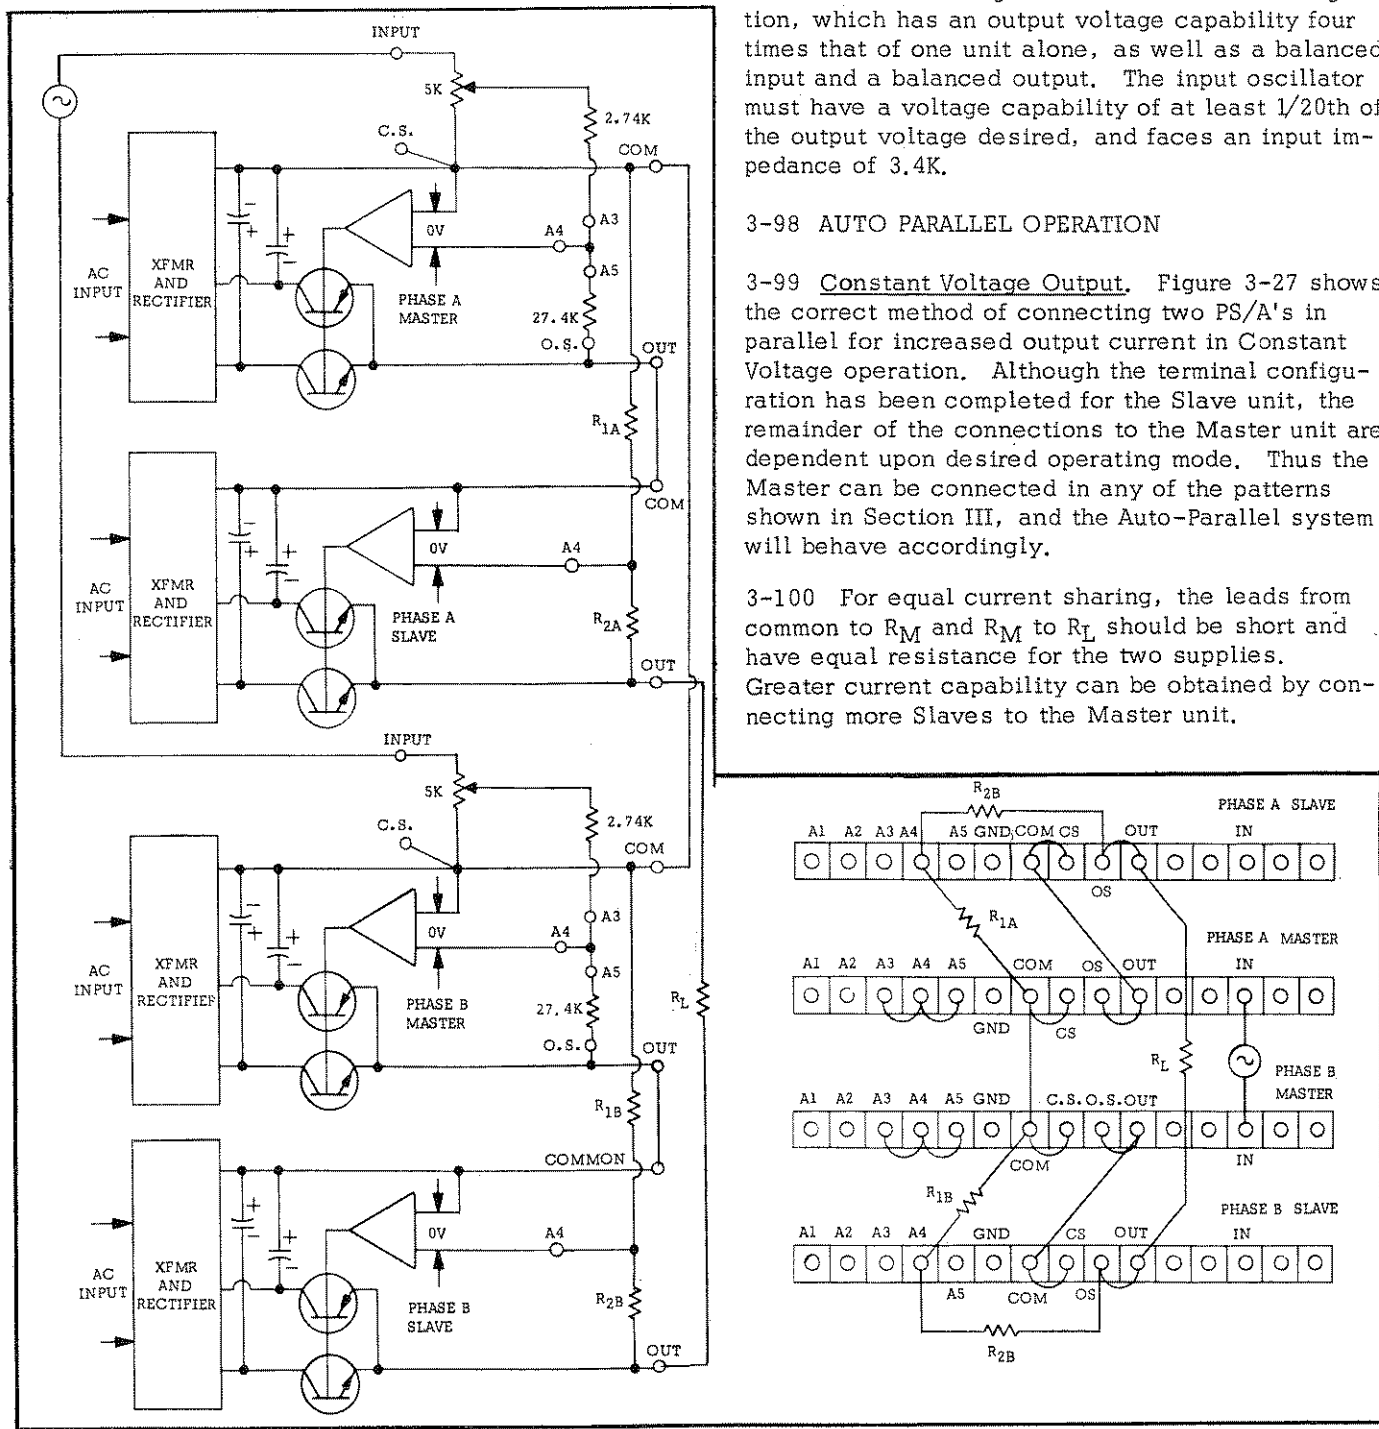 tion, which has an output voltage capability four
times that of one unit alone, as well as a balanced
input and a balanced output. The input oscillator
must have a voltage capability of at least 1/20th of
the output voltage desired, and faces an input im-
pedance of 3.4K.
3-98 AUTO PARALLEL OPERATION
3-99 Constant Voltage Output. Figure 3-27 shows
the correct method of connecting two PS/A's in
parallel for increased output current in Constant
Voltage operation. Although the terminal configu-
ration has been completed for the Slave unit, the
remainder of the connections to the Master unit are
dependent upon desired operating mode. Thus the
Master can be connected in any of the patterns
shown in Section III, and the Auto-Parallel system
will behave accordingly.
3-100 For equal current sharing, the leads from
common to RM and RM to RL should be short and
have equal resistance for the two supplies.
Greater current capability can be obtained by con-
necting more Slaves to the Master unit.
INPUT
5K
2.74K
C.S.
COM
A3
0V
A4
A5
AC
INPUT
XFMR
AND
RECTIFIER
PHASE A
MASTER
27.4K
O.S.
OUT
R1A
COM
0V
A4
AC
INPUT
XFMR
AND
RECTIFIER
PHASE A
SLAVE
R2A
OUT
INPUT
5K
2.74K
C.S.
COM
A3
0V
A4
A5
AC
INPUT
XFMR
AND
RECTIFIER
PHASE B
MASTER
27.4K
RL
O.S.
OUT
R1B
COMMON
0V
A4
AC
INPUT
XFMR
AND
RECTIFIER
PHASE B
SLAVE
R2B
OUT
R2B
PHASE A SLAVE
A1 A2 A3 A4 A5 GND COM CS OUT IN
OS
R1A
PHASE A MASTER
A1 A2 A3 A4 A5 COM OS OUT IN
GND CS
RL
PHASE B
MASTER
A1 A2 A3 A4 A5 GND C.S. O.S. OUT
COM IN
R1B
PHASE B SLAVE
A1 A2 A3 A4 GND CS OUT IN
A5 COM OS
R2B